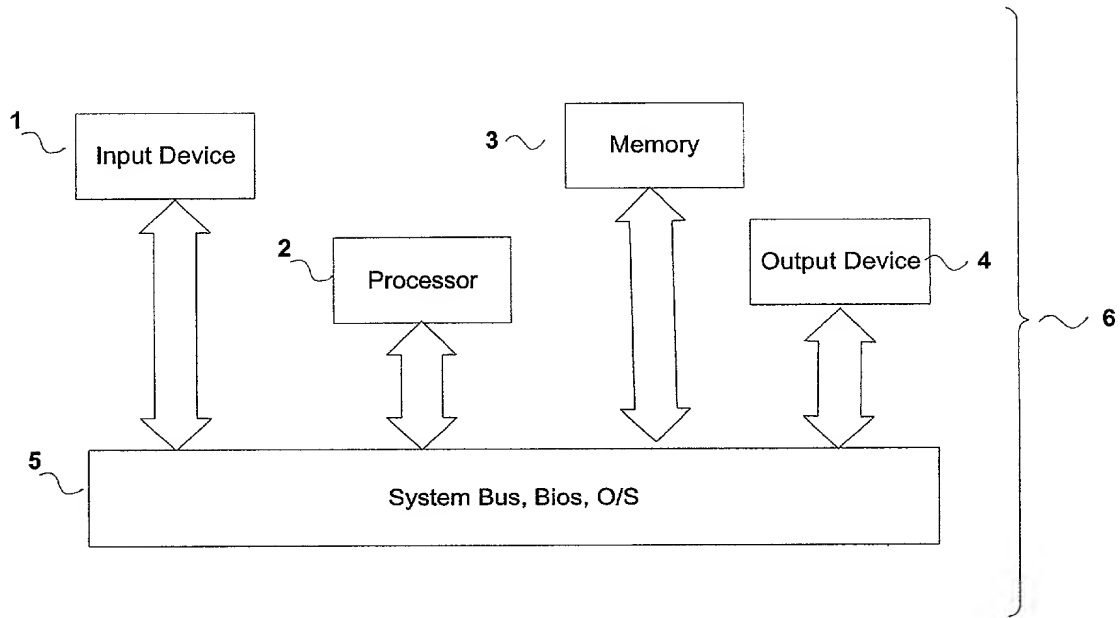 1
Input Device
3
Memory
2
Processor
Output Device
4
6
5
System Bus, Bios, O/S